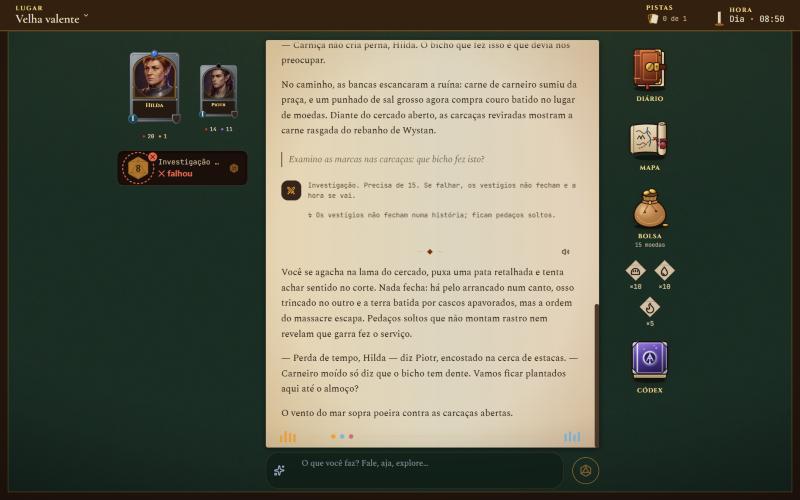 LUGAR
Velha valente
PISTAS
0 de 1
HORA
Dia · 08:50
HILDA
20 1
PIOTR
14 11
8
Investigação …
falhou
— Carniça não cria perna, Hilda. O bicho que fez isso é que devia nos
preocupar.
No caminho, as bancas escancaram a ruína: carne de carneiro sumiu da
praça, e um punhado de sal grosso agora compra couro batido no lugar
de moedas. Diante do cercado aberto, as carcaças reviradas mostram a
carne rasgada do rebanho de Wystan.
Examino as marcas nas carcaças: que bicho fez isto?
Investigação. Precisa de 15. Se falhar, os vestígios não fecham e a
hora se vai.
Os vestígios não fecham numa história; ficam pedaços soltos.
Você se agacha na lama do cercado, puxa uma pata retalhada e tenta
achar sentido no corte. Nada fecha: há pelo arrancado num canto, osso
trincado no outro e a terra batida por cascos apavorados, mas a ordem
do massacre escapa. Pedaços soltos que não montam rastro nem
revelam que garra fez o serviço.
— Perda de tempo, Hilda — diz Piotr, encostado na cerca de estacas. —
Carneiro moído só diz que o bicho tem dente. Vamos ficar plantados
aqui até o almoço?
O vento do mar sopra poeira contra as carcaças abertas.
O que você faz? Fale, aja, explore…
DIÁRIO
MAPA
BOLSA
15 moedas
×10 ×10
×5
CÓDEX